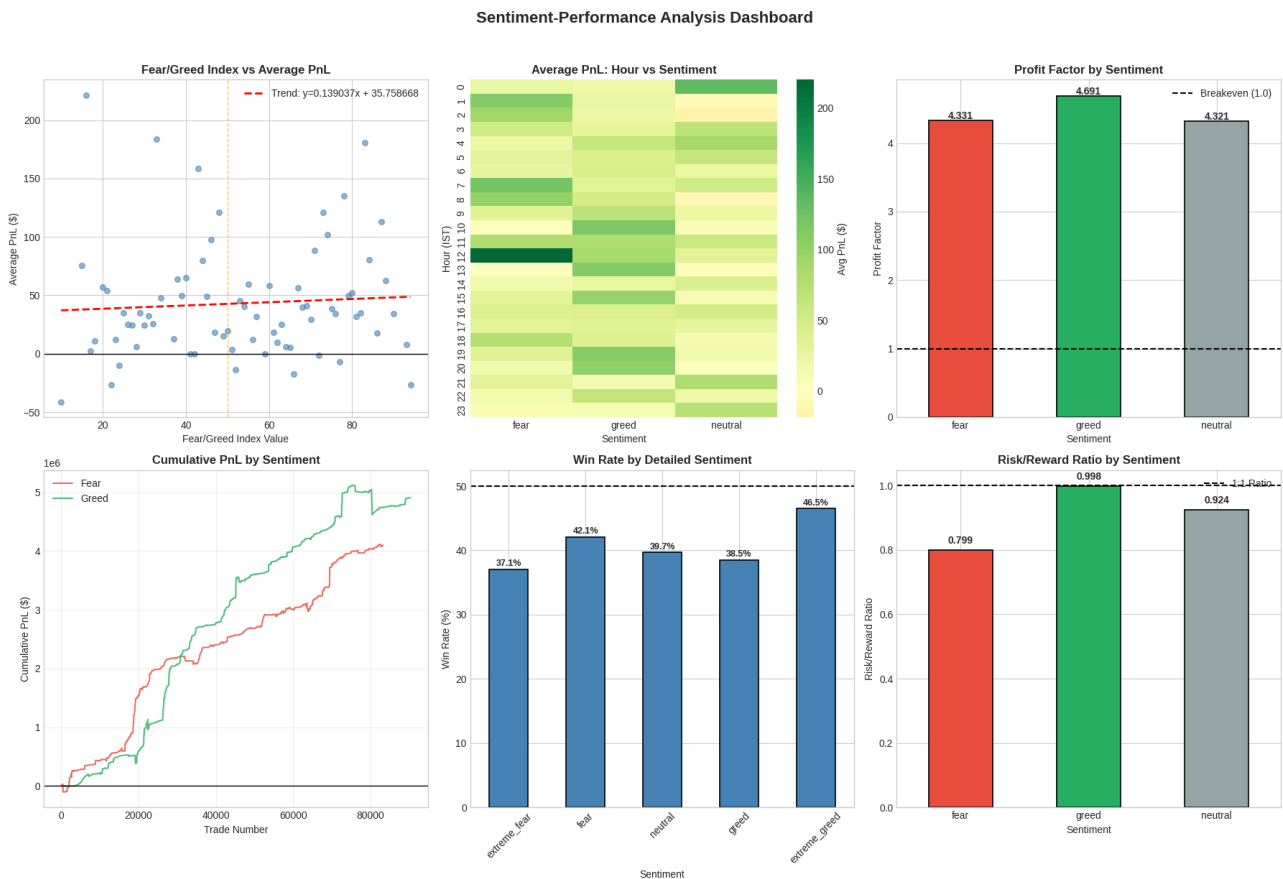 Sentiment-Performance Analysis Dashboard
Fear/Greed Index vs Average PnL
Trend: y=0.139037x + 35.758668
200
150
100
50
0
−50
Average PnL ($)
20
40
60
80
Fear/Greed Index Value
Average PnL: Hour vs Sentiment
0
1
2
3
4
5
6
7
8
9
10
11
12
13
14
15
16
17
18
19
20
21
22
23
Hour (IST)
fear
greed
neutral
Sentiment
200
150
100
50
0
Avg PnL ($)
Profit Factor by Sentiment
Breakeven (1.0)
4.331
4.691
4.321
4
3
2
1
0
Profit Factor
fear
greed
neutral
Sentiment
Cumulative PnL by Sentiment
1e6
Fear
Greed
5
4
3
2
1
0
Cumulative PnL ($)
0
20000
40000
60000
80000
Trade Number
Win Rate by Detailed Sentiment
37.1%
42.1%
39.7%
38.5%
46.5%
50
40
30
20
10
0
Win Rate (%)
extreme_fear
fear
neutral
greed
extreme_greed
Sentiment
Risk/Reward Ratio by Sentiment
1:1 Ratio
0.799
0.998
0.924
1.0
0.8
0.6
0.4
0.2
0.0
Risk/Reward Ratio
fear
greed
neutral
Sentiment